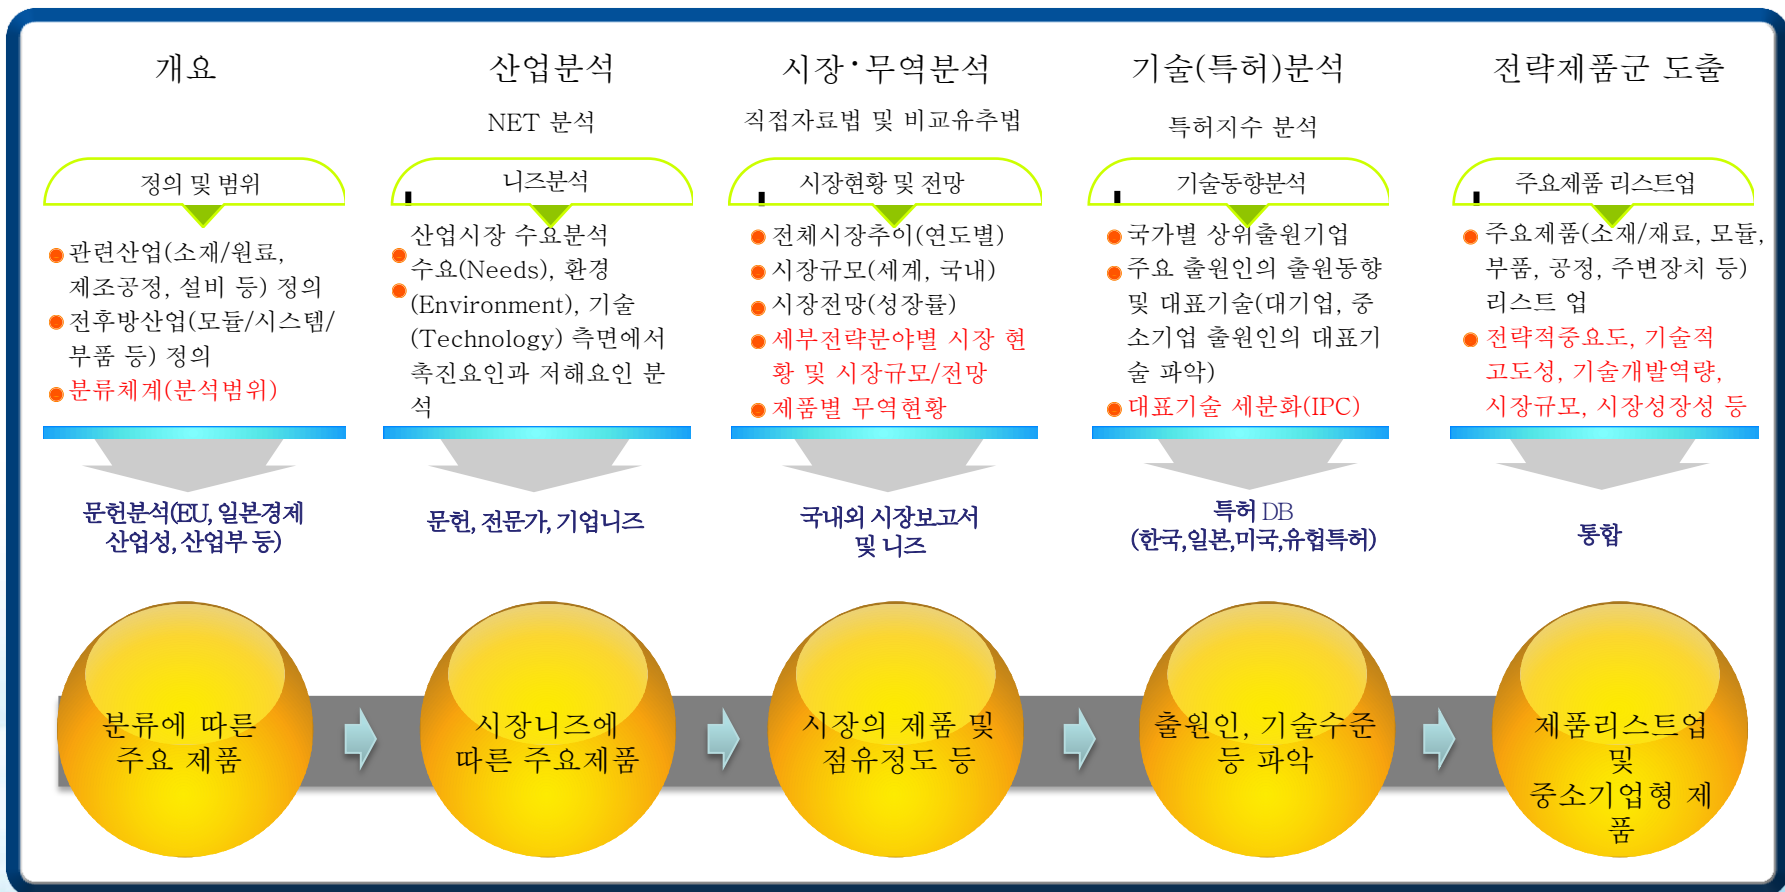 개요
산업분석
NET 분석
시장·무역분석
직접자료법 및 비교유추법
기술(특허)분석
특허지수 분석
전략제품군 도출
정의 및 범위
관련산업(소재/원료,
제조공정, 설비 등) 정의
전후방산업(모듈/시스템/
부품 등) 정의
분류체계(분석범위)
문헌분석(EU, 일본경제
산업성, 산업부 등)
니즈분석
산업시장 수요분석
수요(Needs), 환경
(Environment), 기술
(Technology) 측면에서
촉진요인과 저해요인 분
석
문헌, 전문가, 기업니즈
시장현황 및 전망
전체시장추이(연도별)
시장규모(세계, 국내)
시장전망(성장률)
세부전략분야별 시장 현
황 및 시장규모/전망
제품별 무역현황
국내외 시장보고서
및 니즈
기술동향분석
국가별 상위출원기업
주요 출원인의 출원동향
및 대표기술(대기업, 중
소기업 출원인의 대표기
술 파악)
대표기술 세분화(IPC)
특허 DB
(한국,일본,미국,유럽특허)
주요제품 리스트업
주요제품(소재/재료, 모듈,
부품, 공정, 주변장치 등)
리스트 업
전략적중요도, 기술적
고도성, 기술개발역량,
시장규모, 시장성장성 등
통합
분류에 따른
주요 제품
시장니즈에
따른 주요제품
시장의 제품 및
점유정도 등
출원인, 기술수준
등 파악
제품리스트업
및
중소기업형 제
품